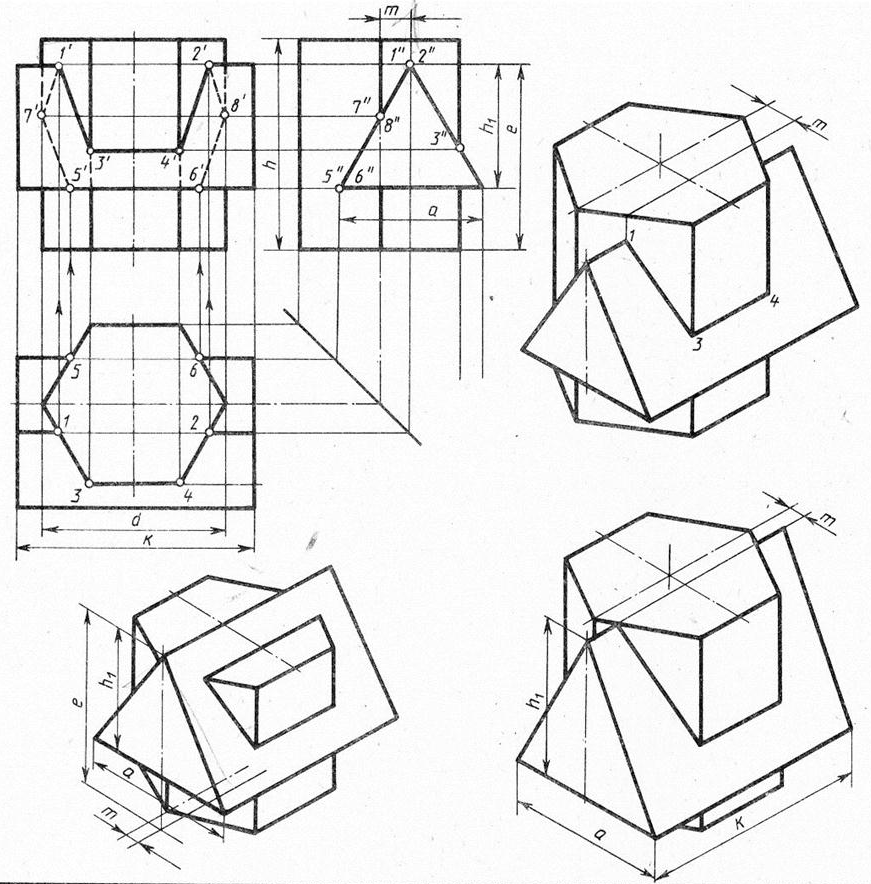 m
1' 2' 1" 2"
7' 8' 7"
8" h₁ e
3' 4' h 3"
5' 6' 5" 6"
a
5 6
1 2
3 4
d
к
m
1
4
3
e h₁
a
m
m
h₁
a к